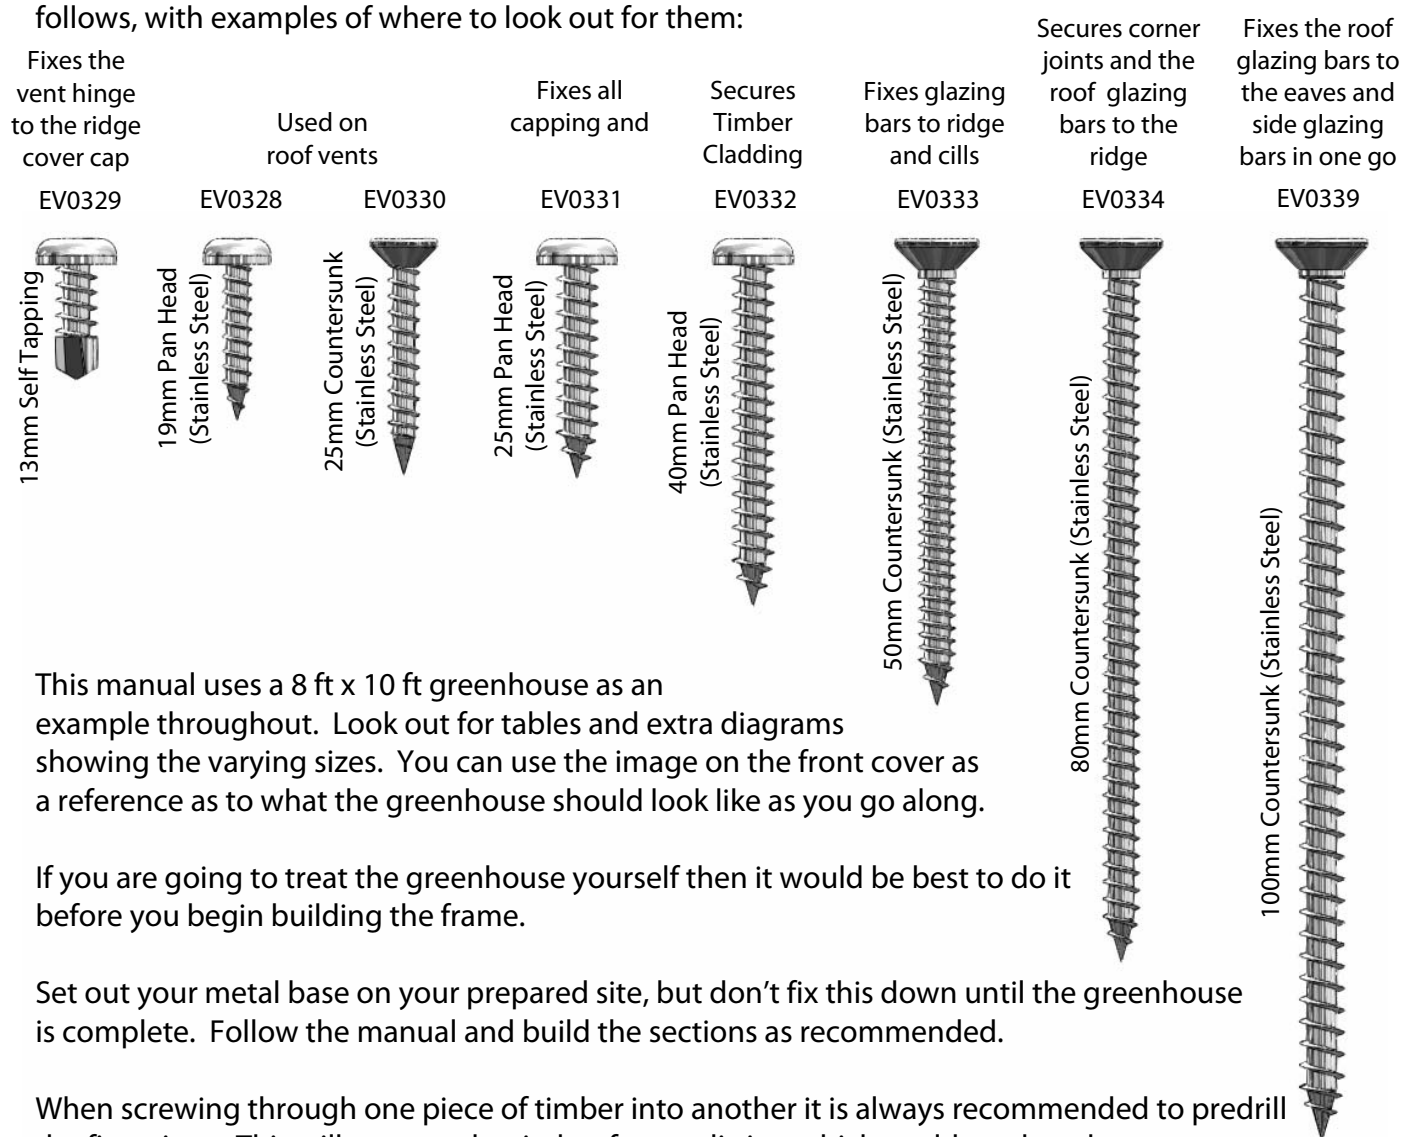 follows, with examples of where to look out for them:
Fixes the
vent hinge
to the ridge
cover cap
EV0329
13mm Self Tapping
Used on
roof vents
EV0328
19mm Pan Head
(Stainless Steel)
EV0330
25mm Countersunk
(Stainless Steel)
Fixes all
capping and
EV0331
25mm Pan Head
(Stainless Steel)
Secures
Timber
Cladding
EV0332
40mm Pan Head
(Stainless Steel)
Fixes glazing
bars to ridge
and cills
EV0333
50mm Countersunk (Stainless Steel)
Secures corner
joints and the
roof glazing
bars to the
ridge
EV0334
80mm Countersunk (Stainless Steel)
Fixes the roof
glazing bars to
the eaves and
side glazing
bars in one go
EV0339
100mm Countersunk (Stainless Steel)
This manual uses a 8 ft x 10 ft greenhouse as an
example throughout. Look out for tables and extra diagrams
showing the varying sizes. You can use the image on the front cover as
a reference as to what the greenhouse should look like as you go along.
If you are going to treat the greenhouse yourself then it would be best to do it
before you begin building the frame.
Set out your metal base on your prepared site, but don't fix this down until the greenhouse
is complete. Follow the manual and build the sections as recommended.
When screwing through one piece of timber into another it is always recommended to predrill